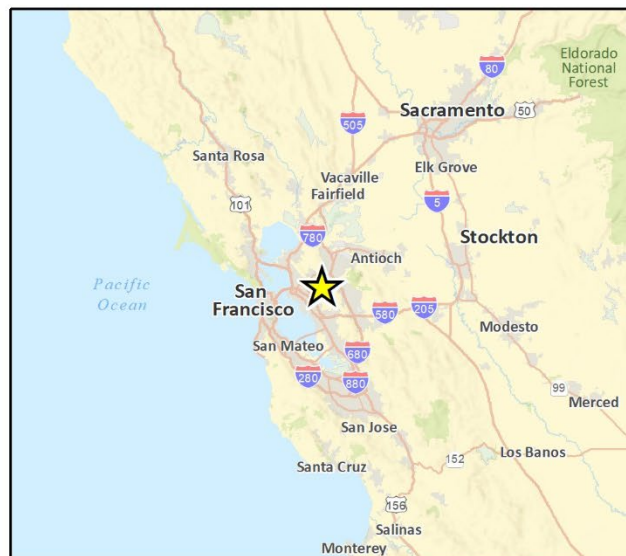 Eldorado
National
Forest
80
Sacramento
50
505
Santa Rosa
Elk Grove
Vacaville
Fairfield
101
5
780
Stockton
Antioch
Pacific
Ocean
San
Francisco
580
205
Modesto
San Mateo
680
280
880
99
Merced
San Jose
Los Banos
152
Santa Cruz
156
Salinas
Monterey